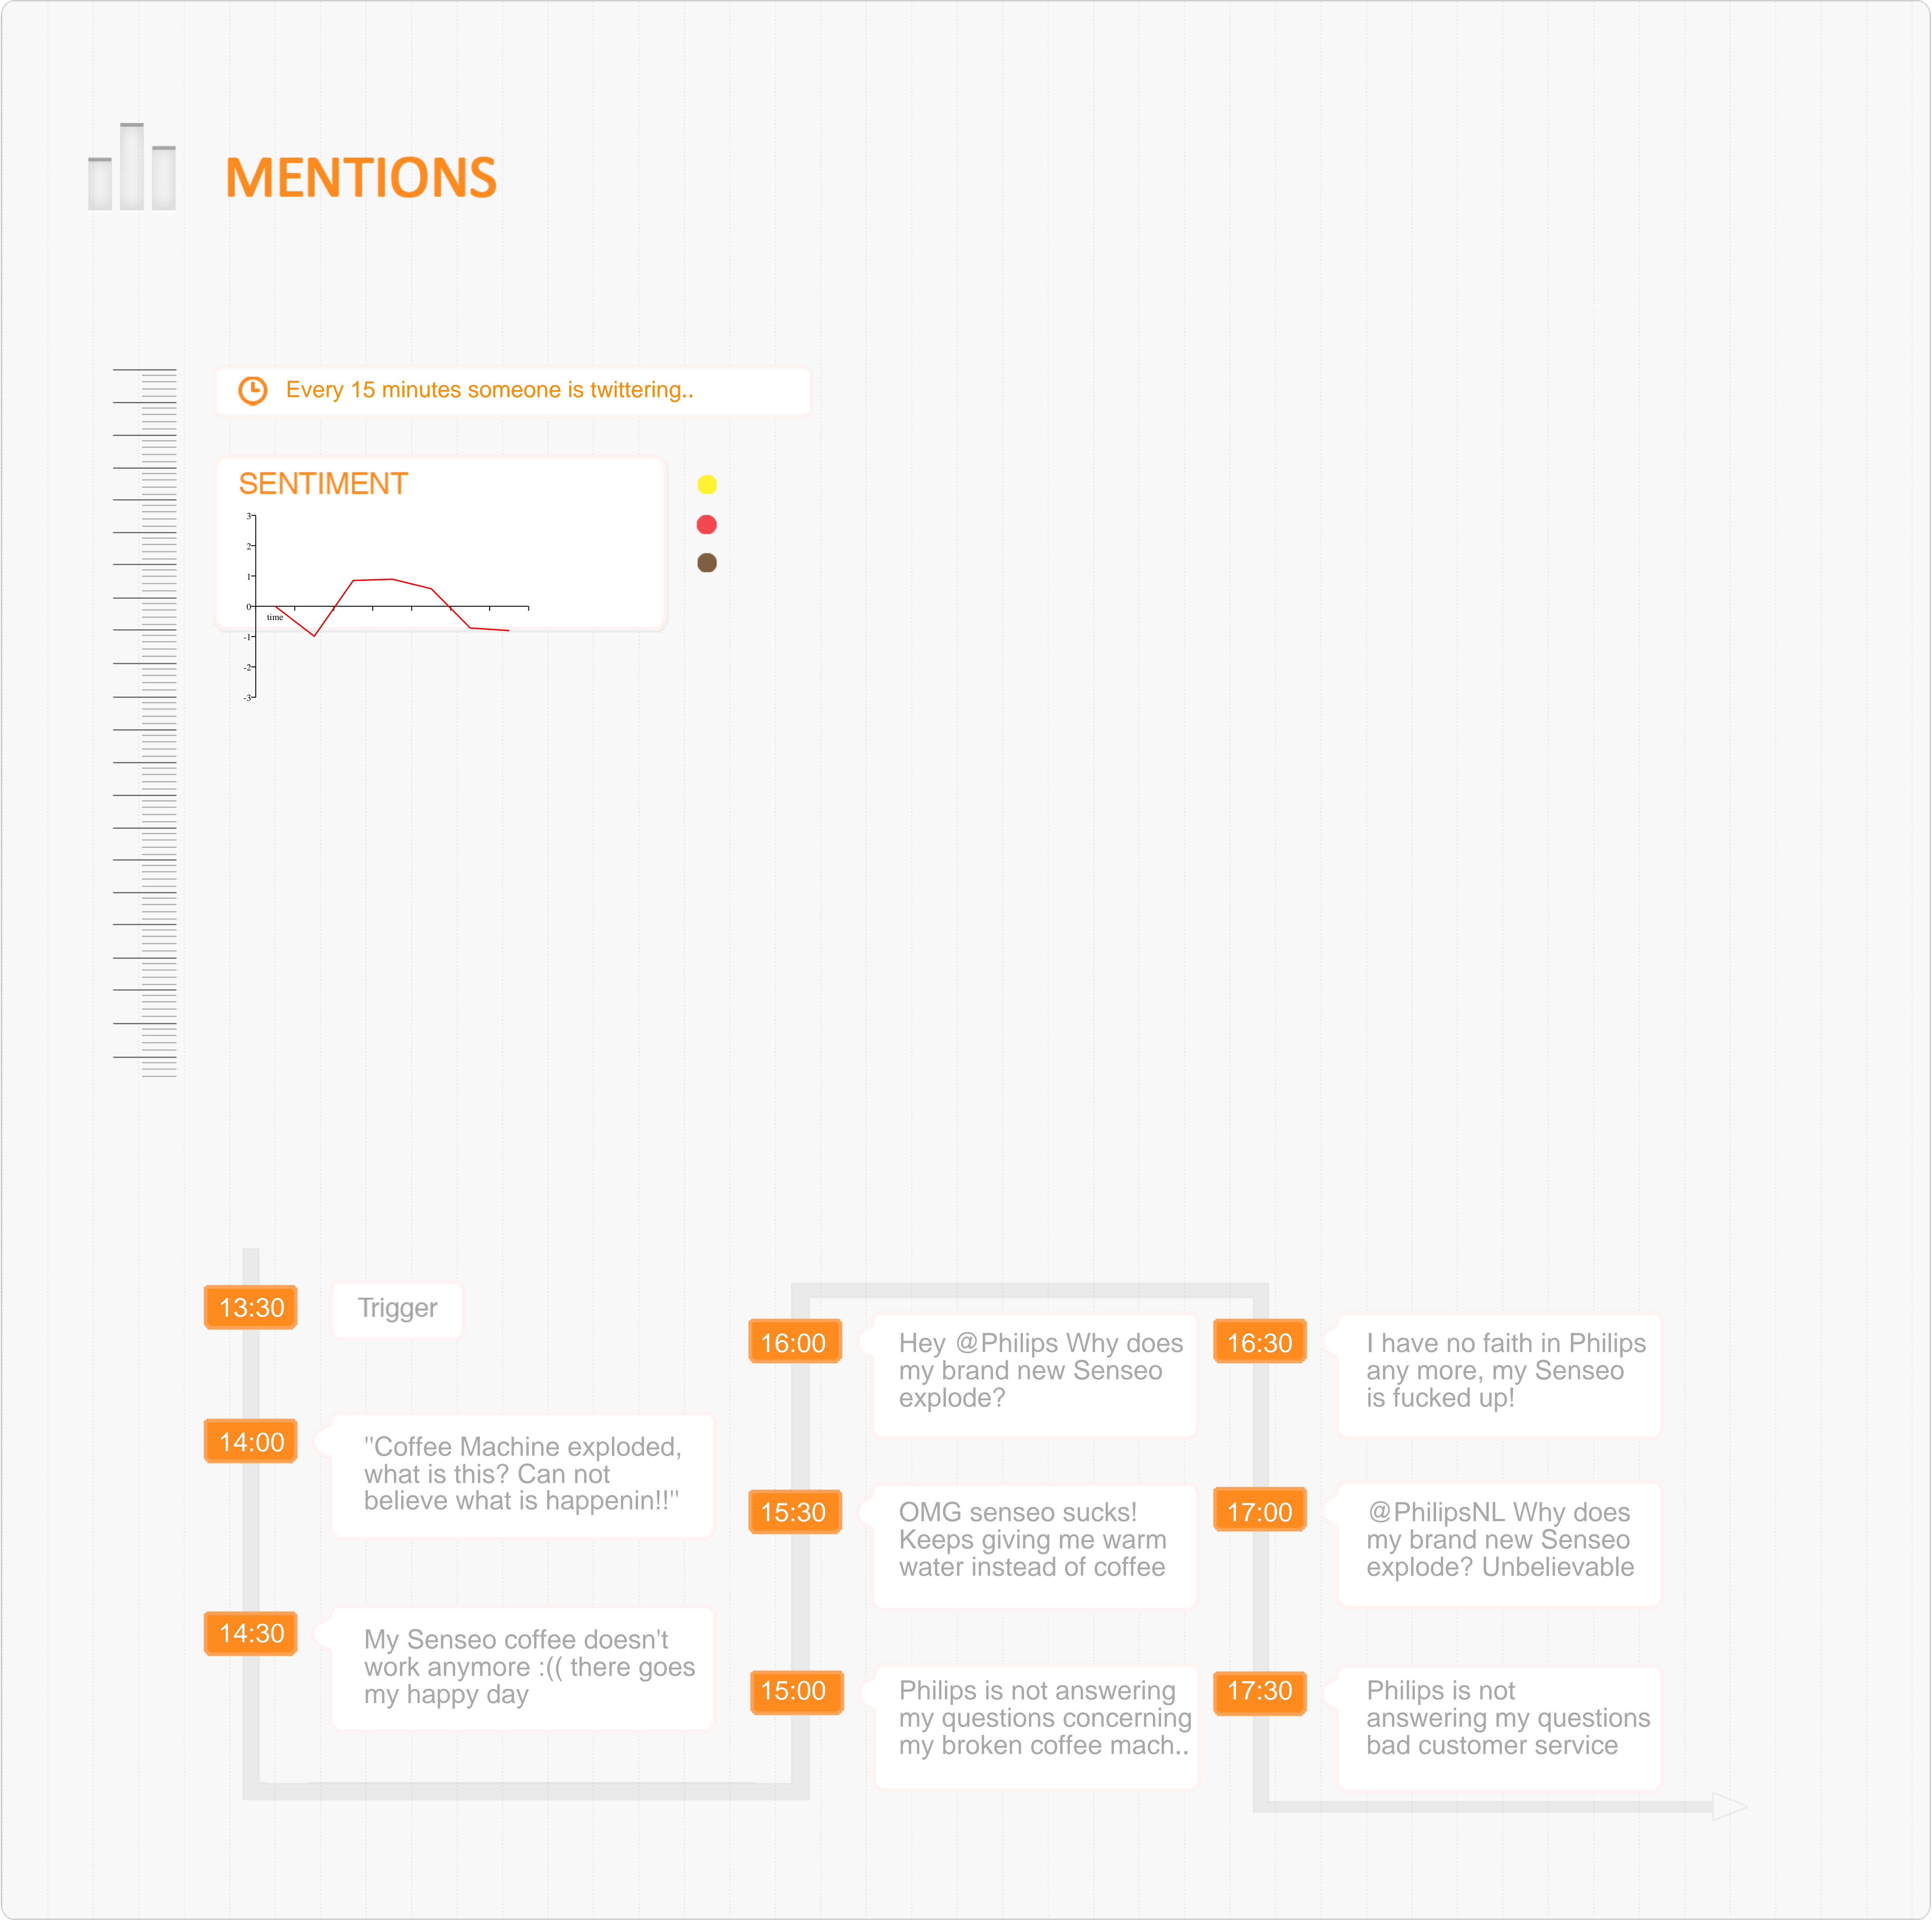 MENTIONS
Every 15 minutes someone is twittering..
SENTIMENT
3
2
1
0
time
-1
-2
-3
13:30
Trigger
14:00
"Coffee Machine exploded,
what is this? Can not
believe what is happenin!!"
14:30
My Senseo coffee doesn't
work anymore :(( there goes
my happy day
16:00
Hey @Philips Why does
my brand new Senseo
explode?
15:30
OMG senseo sucks!
Keeps giving me warm
water instead of coffee
15:00
Philips is not answering
my questions concerning
my broken coffee mach..
16:30
I have no faith in Philips
any more, my Senseo
is fucked up!
17:00
@PhilipsNL Why does
my brand new Senseo
explode? Unbelievable
17:30
Philips is not
answering my questions
bad customer service